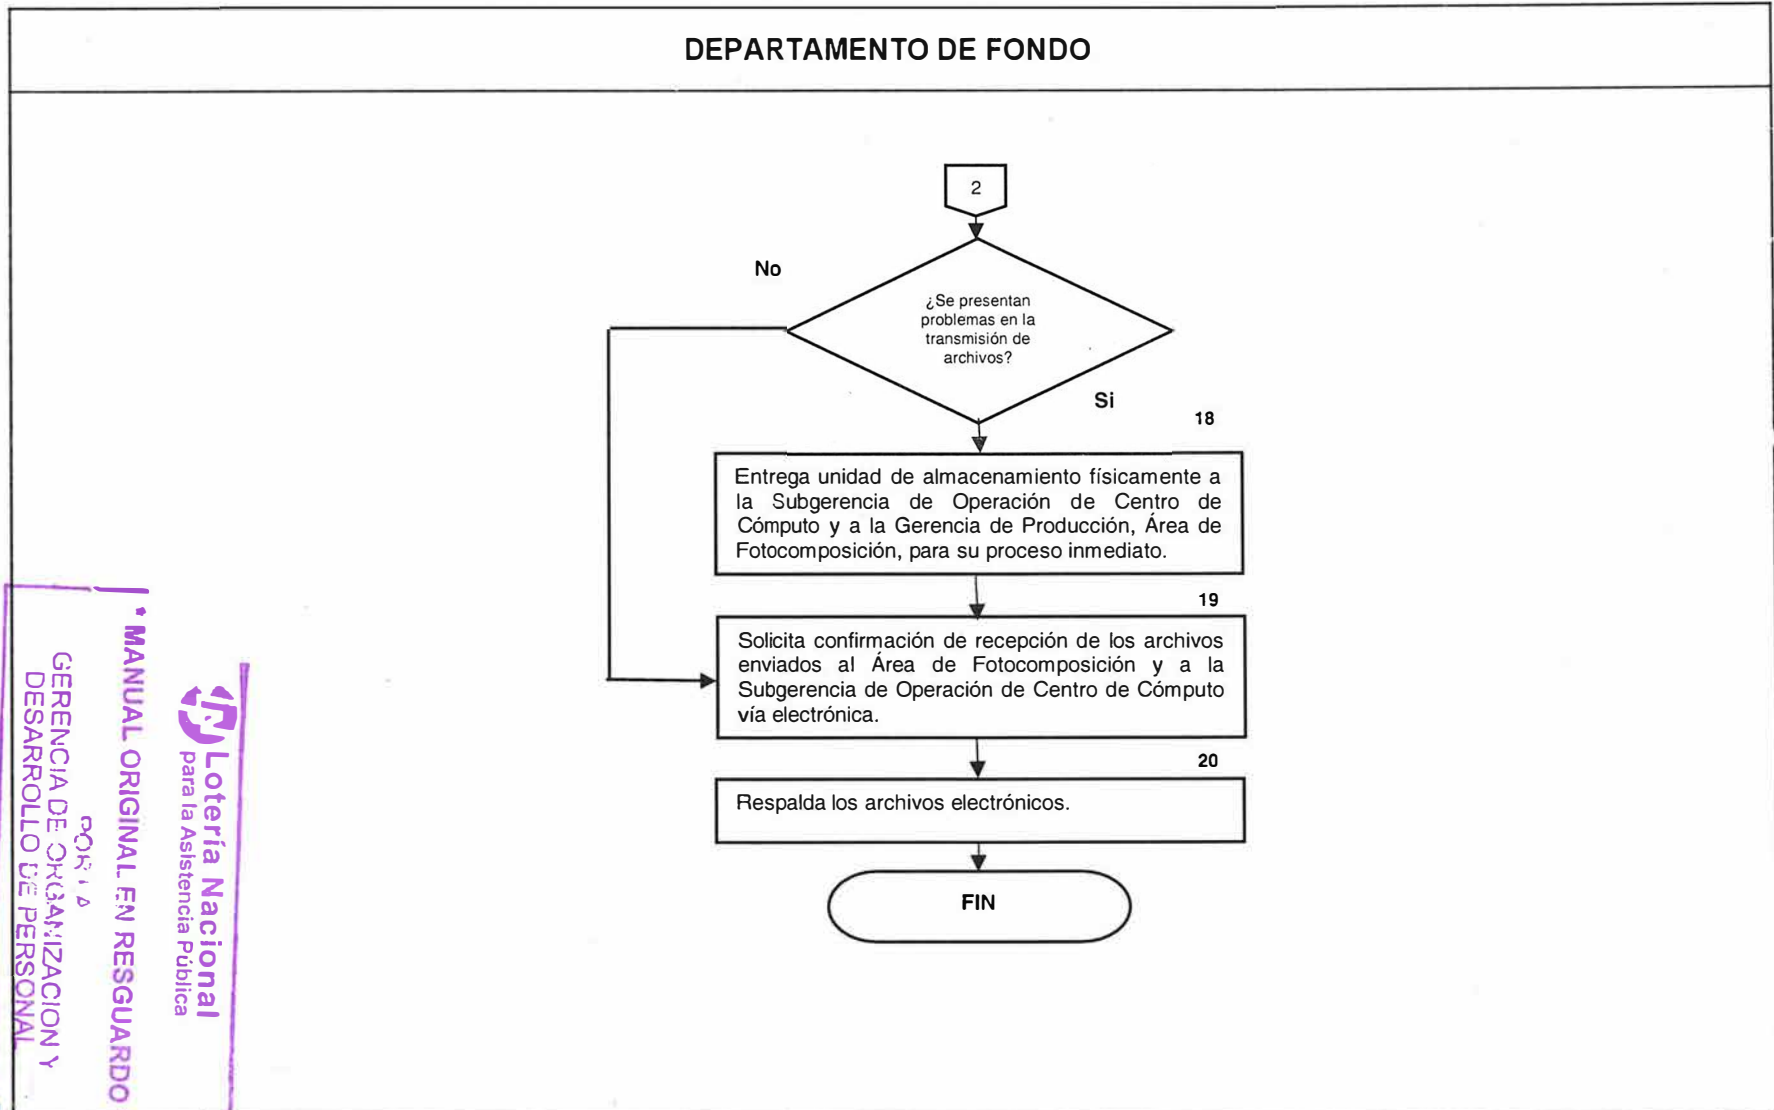 DEPARTAMENTO DE FONDO
2
No
¿Se presentan
problemas en la
transmisión de
archivos?
Si
18
Entrega unidad de almacenamiento físicamente a
la Subgerencia de Operación de Centro de
Cómputo y a la Gerencia de Producción, Área de
Fotocomposición, para su proceso inmediato.
19
Solicita confirmación de recepción de los archivos
enviados al Área de Fotocomposición y a la
Subgerencia de Operación de Centro de Cómputo
vía electrónica.
20
Respalda los archivos electrónicos.
FIN
Lotería Nacional
para la Asistencia Pública
* MANUAL ORIGINAL EN RESGUARDO
POR LA
GERENCIA DE ORGANIZACION Y
DESARROLLO DE PERSONAL